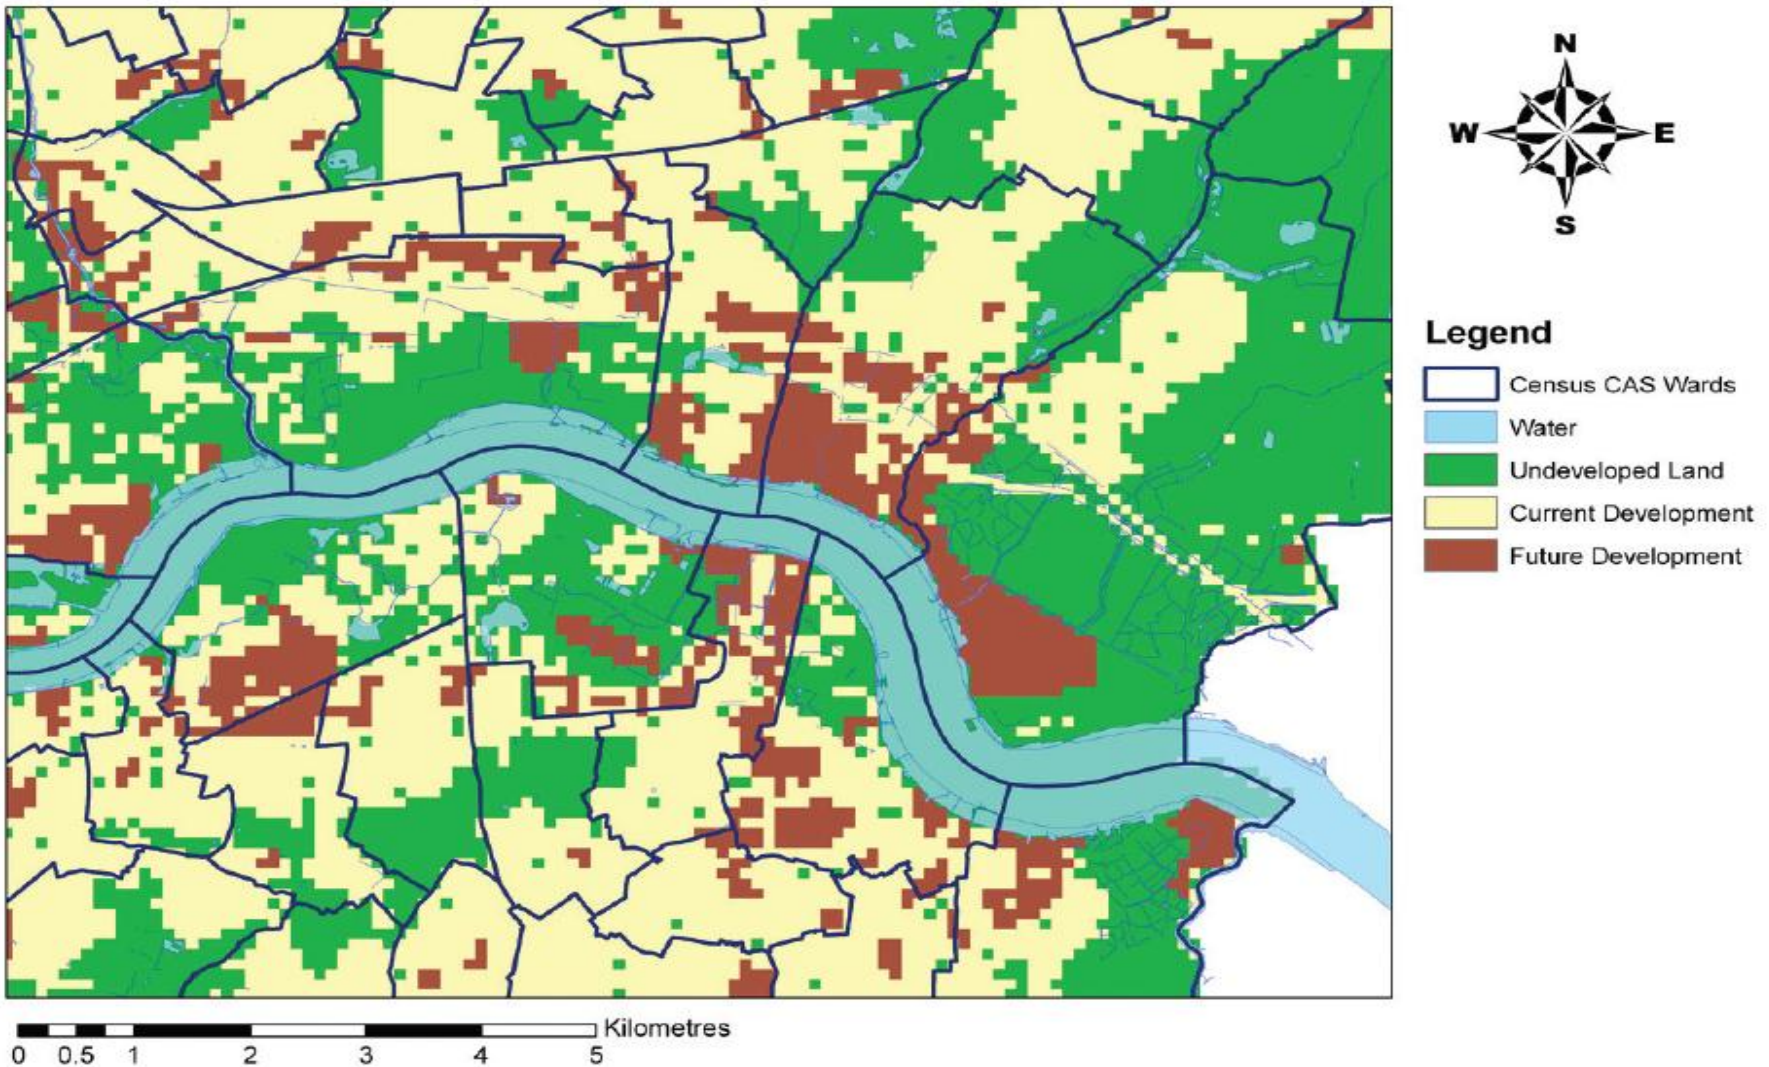 N
W E
S
Legend
Census CAS Wards
Water
Undeveloped Land
Current Development
Future Development
Kilometres
0 0.5 1 2 3 4 5